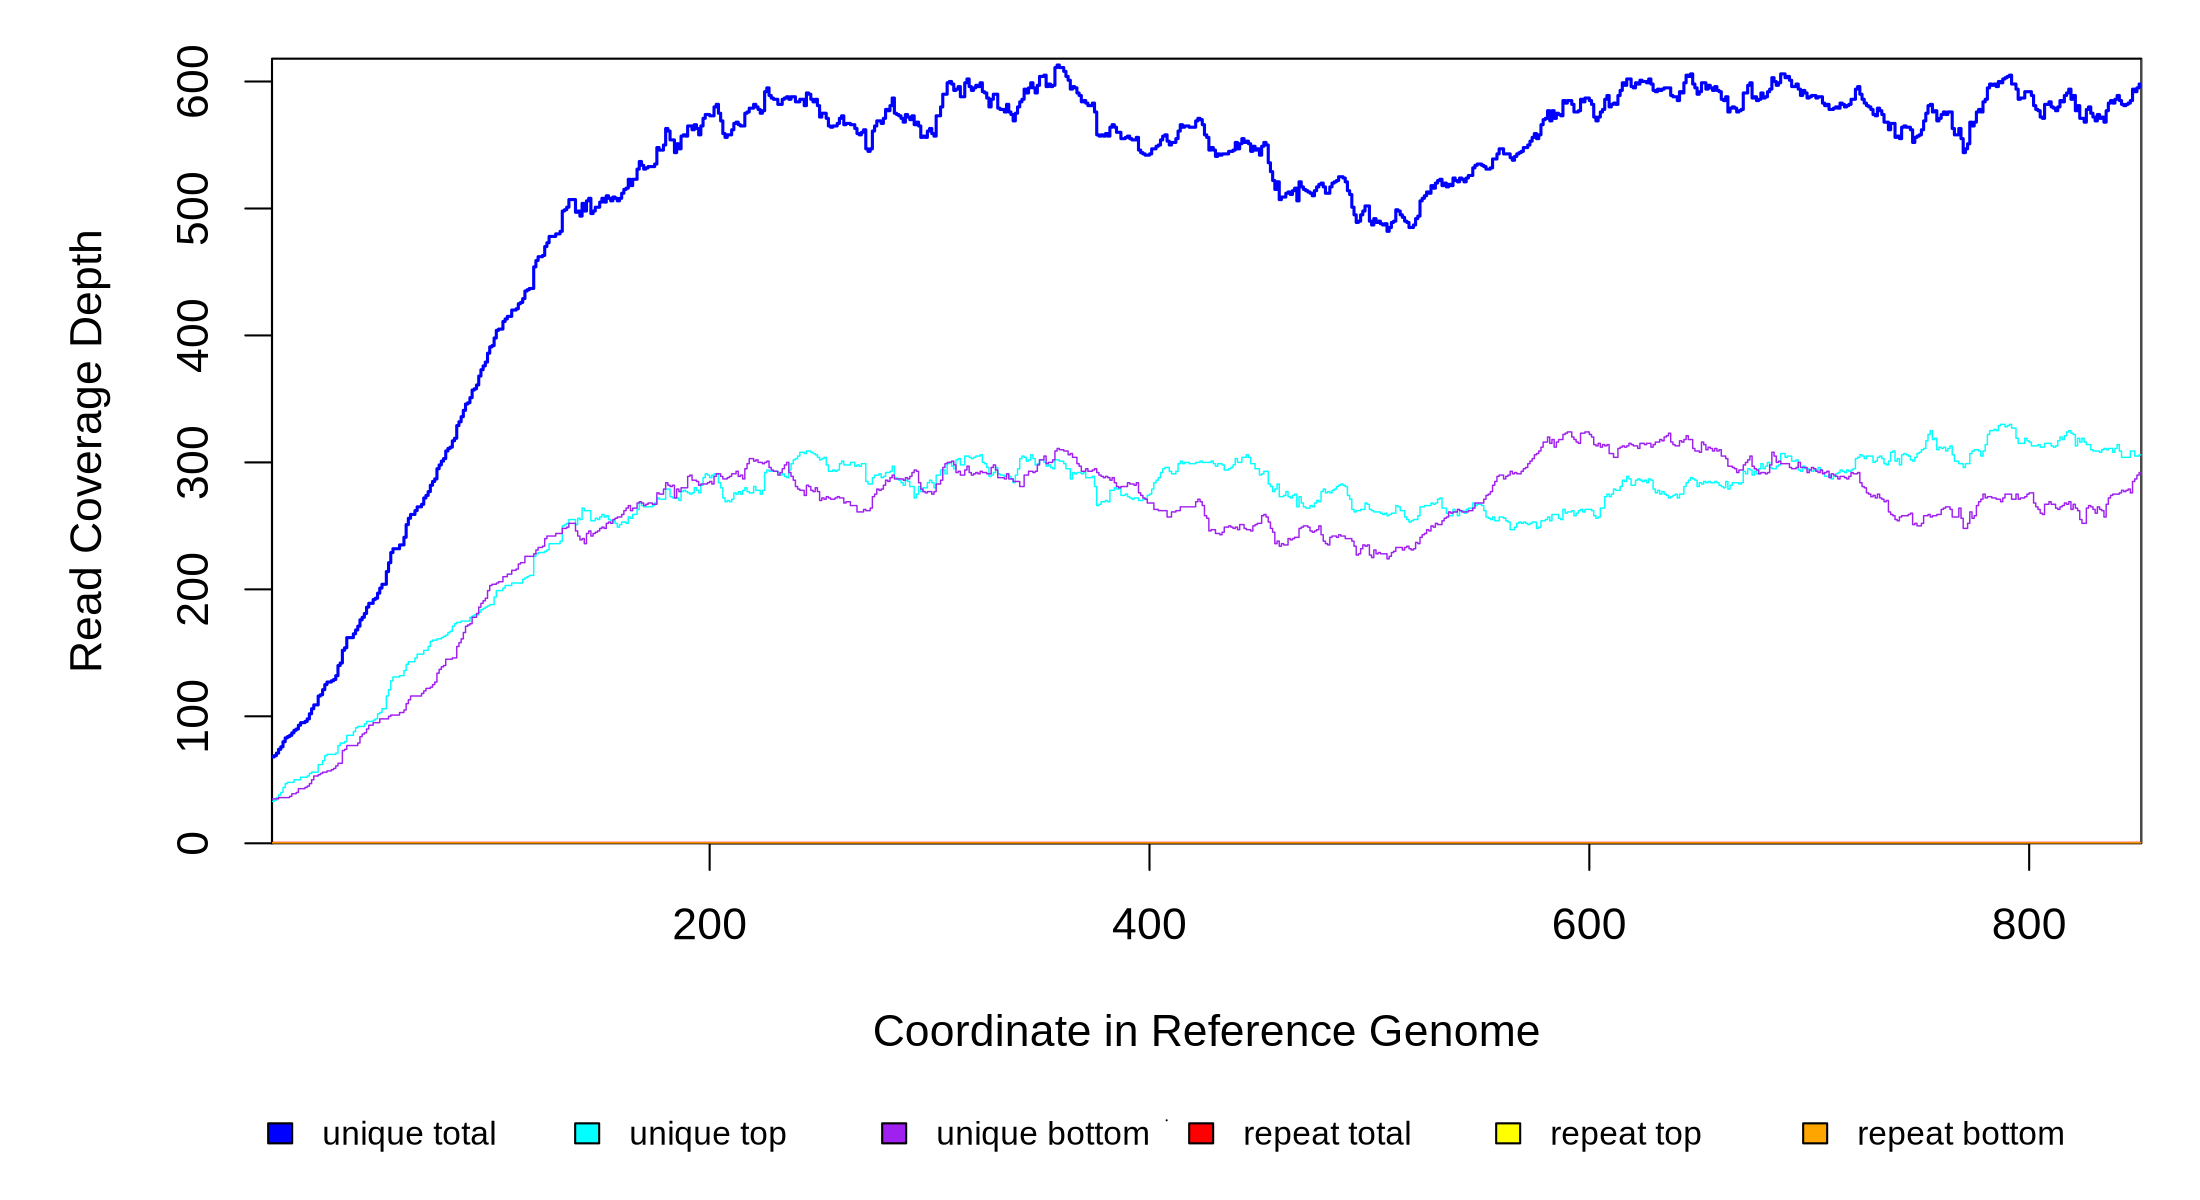 Read Coverage Depth
600
500
400
300
200
100
0
200 400 600 800
Coordinate in Reference Genome
unique total unique top unique bottom repeat total repeat top repeat bottom